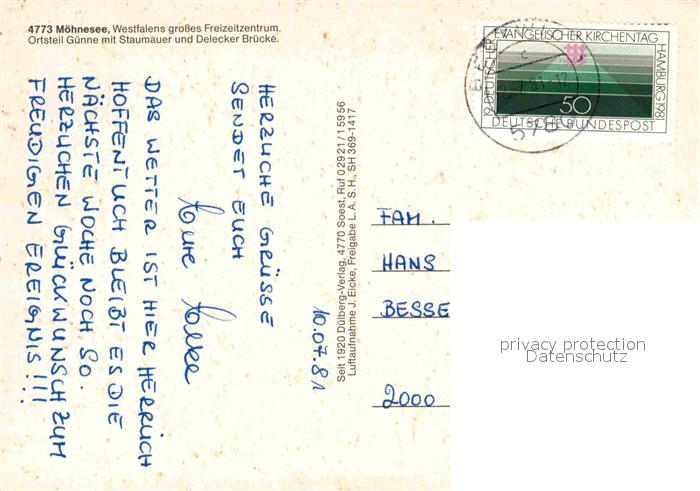 4773 Möhnesee, Westfalens großes Freizeitzentrum.
Ortsteil Günne mit Staumauer und Delecker Brücke.
19. DEUTSCHER EVANGELISCHER KIRCHENTAG HAMBURG 1981
50
DEUTSCHE BUNDESPOST
HERZLICHE GRÜSSE
SENDET EUCH
DAS WETTER IST HIER HERRLICH
HOFFENTLICH BLEIBT ES DIE
NÄCHSTE WOCHE NOCH SO.
HERZLICHEN GLÜCKWUNSCH ZUM
FREUDIGEN EREIGNIS!!!
10.07.81
Seit 1920 Dülberg-Verlag, 4770 Soest, Ruf 02921/15956
Luftaufnahme J. Eicke, Freigabe L.A.S.H., SH 369-1417
FAM.
HANS
BESSE
2000
privacy protection
Datenschutz